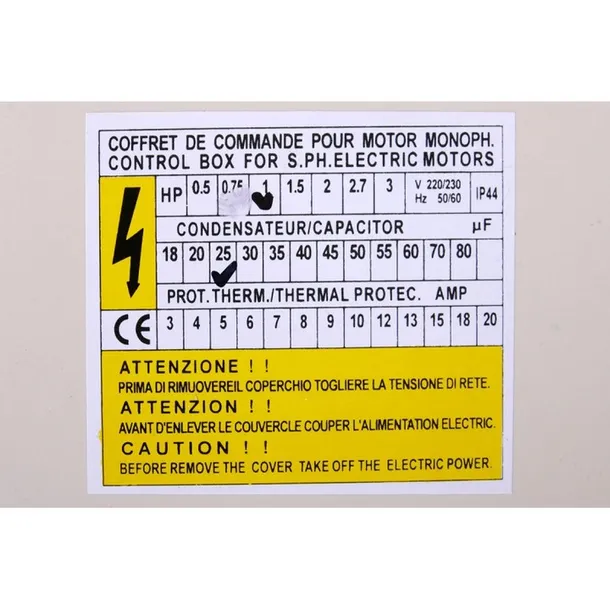 COFFRET DE COMMANDE POUR MOTOR MONOPH.
CONTROL BOX FOR S.PH.ELECTRIC MOTORS
HP 0.5 0.75 1 1.5 2 2.7 3 V 220/230 Hz 50/60 IP44
CONDENSATEUR/CAPACITOR µF
18 20 25 30 35 40 45 50 55 60 70 80
PROT.THERM./THERMAL PROTEC. AMP
CE 3 4 5 6 7 8 9 10 12 13 15 18 20
ATTENZIONE ! !
PRIMA DI RIMUOVEREIL COPERCHIO TOGLIERE LA TENSIONE DI RETE.
ATTENZION ! !
AVANT D'ENLEVER LE COUVERCLE COUPER L'ALIMENTATION ELECTRIC.
CAUTION ! !
BEFORE REMOVE THE COVER TAKE OFF THE ELECTRIC POWER.